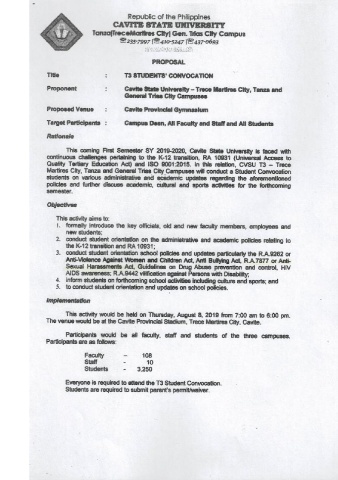 Republic of the Philippines
CAVITE STATE UNIVERSITY
Tanza|Trece Martires City| Gen. Trias City Campus
☎235-7997 |☎430-5247 |☎437-0693
PROPOSAL
Title : T3 STUDENTS' CONVOCATION
Proponent : Cavite State University – Trece Martires City, Tanza and
General Trias City Campuses
Proposed Venue : Cavite Provincial Gymnasium
Target Participants : Campus Dean, All Faculty and Staff and All Students
Rationale
This coming First Semester SY 2019-2020, Cavite State University is faced with
continuous challenges pertaining to the K-12 transition, RA 10931 (Universal Access to
Quality Tertiary Education Act) and ISO 9001:2015. In this relation, CVSU T3 – Trece
Martires City, Tanza and General Trias City Campuses will conduct a Student Convocation
students on various administrative and academic updates regarding the aforementioned
policies and further discuss academic, cultural and sports activities for the forthcoming
semester.
Objectives
This activity aims to:
1. formally introduce the key officials, old and new faculty members, employees and
new students;
2. conduct student orientation on the administrative and academic policies relating to
the K-12 transition and RA 10931;
3. conduct student orientation school policies and updates particularly the R.A.9262 or
Anti-Violence Against Women and Children Act, Anti Bullying Act, R.A.7877 or Anti-
Sexual Harassments Act, Guidelines on Drug Abuse prevention and control, HIV
AIDS awareness; R.A.9442 vilification against Persons with Disability;
4. inform students on forthcoming school activities including culture and sports; and
5. to conduct student orientation and updates on school policies.
Implementation
This activity would be held on Thursday, August 8, 2019 from 7:00 am to 5:00 pm.
The venue would be at the Cavite Provincial Stadium, Trece Martires City, Cavite.
Participants would be all faculty, staff and students of the three campuses.
Participants are as follows:
Faculty – 108
Staff – 10
Students – 3,250
Everyone is required to attend the T3 Student Convocation.
Students are required to submit parent's permit/waiver.